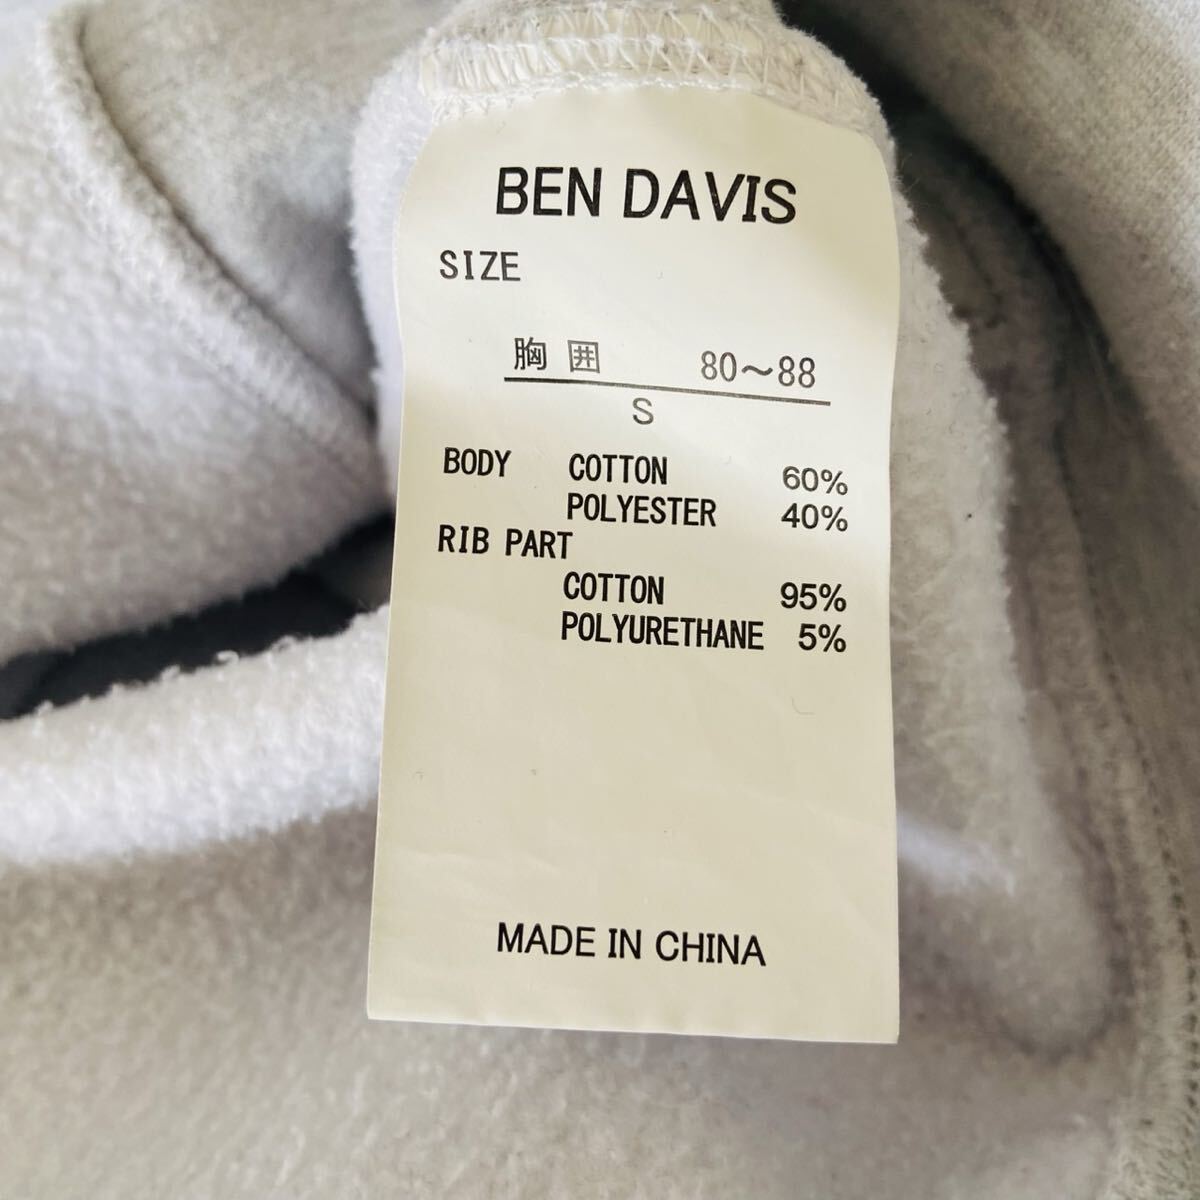 BEN DAVIS
SIZE
胸囲 80～88
S
BODY COTTON 60%
POLYESTER 40%
RIB PART
COTTON 95%
POLYURETHANE 5%
MADE IN CHINA